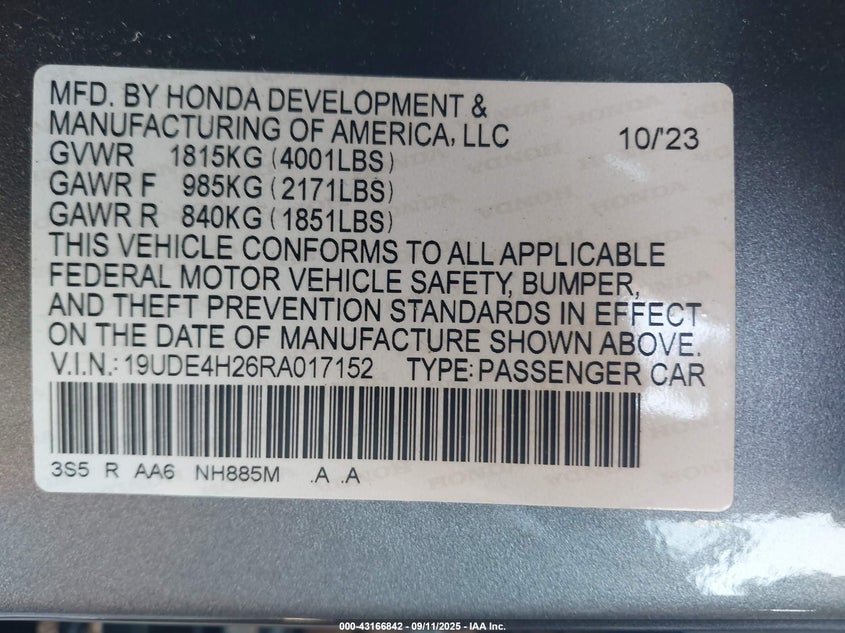 MFD. BY HONDA DEVELOPMENT &
MANUFACTURING OF AMERICA, LLC 10/'23
GVWR 1815KG (4001LBS)
GAWR F 985KG (2171LBS)
GAWR R 840KG (1851LBS)
THIS VEHICLE CONFORMS TO ALL APPLICABLE
FEDERAL MOTOR VEHICLE SAFETY, BUMPER,
AND THEFT PREVENTION STANDARDS IN EFFECT
ON THE DATE OF MANUFACTURE SHOWN ABOVE.
V.I.N.: 19UDE4H26RA017152 TYPE: PASSENGER CAR
3S5 R AA6 NH885M .A .A
000-43166842 - 09/11/2025 - IAA Inc.